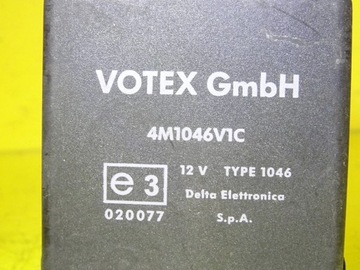 VOTEX GmbH
4M1046V1C
e 3 12 V TYPE 1046
Delta Elettronica
020077 S.p.A.